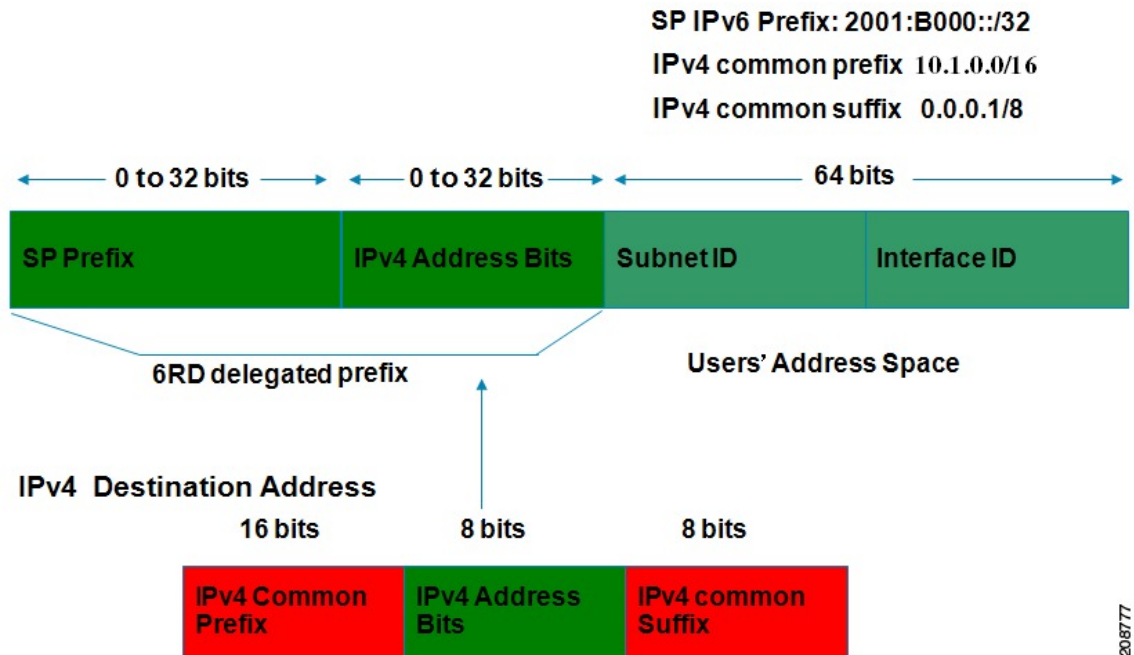 SP IPv6 Prefix: 2001:B000::/32
IPv4 common prefix 10.1.0.0/16
IPv4 common suffix 0.0.0.1/8
0 to 32 bits
0 to 32 bits
64 bits
SP Prefix
IPv4 Address Bits
Subnet ID
Interface ID
6RD delegated prefix
Users' Address Space
IPv4 Destination Address
16 bits
8 bits
8 bits
IPv4 Common
Prefix
IPv4 Address
Bits
IPv4 common
Suffix
208777